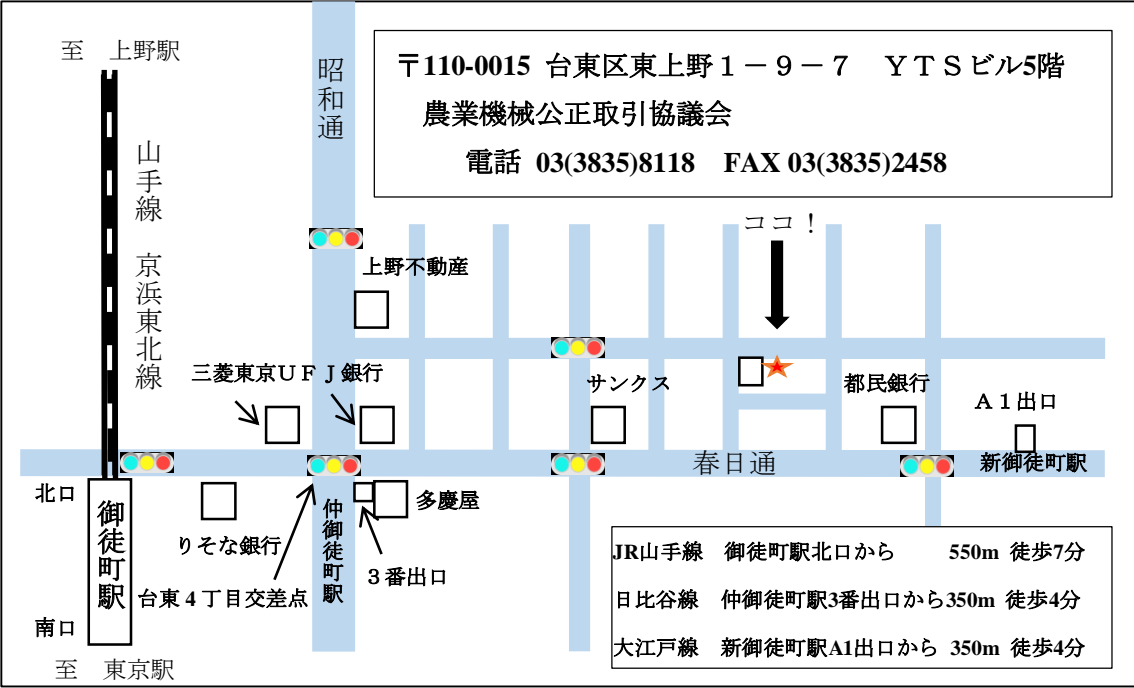 至　上野駅
昭和通
〒110-0015 台東区東上野１－９－７　ＹＴＳビル5階
農業機械公正取引協議会
電話 03(3835)8118　FAX 03(3835)2458
山手線　京浜東北線
ココ！
上野不動産
三菱東京ＵＦＪ銀行
サンクス
都民銀行
Ａ１出口
春日通
新御徒町駅
北口
御徒町駅
南口
りそな銀行
仲御徒町駅
多慶屋
３番出口
台東４丁目交差点
至　東京駅
JR山手線　御徒町駅北口から　550m 徒歩7分
日比谷線　仲御徒町駅3番出口から350m 徒歩4分
大江戸線　新御徒町駅A1出口から 350m 徒歩4分